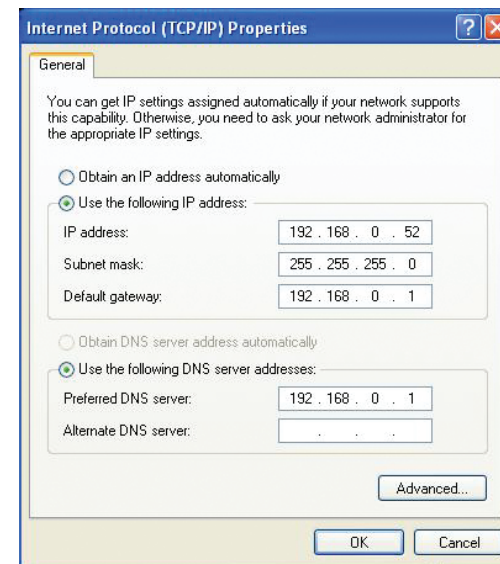 Internet Protocol (TCP/IP) Properties
General
You can get IP settings assigned automatically if your network supports
this capability. Otherwise, you need to ask your network administrator for
the appropriate IP settings.
Obtain an IP address automatically
Use the following IP address:
IP address: 192 . 168 . 0 . 52
Subnet mask: 255 . 255 . 255 . 0
Default gateway: 192 . 168 . 0 . 1
Obtain DNS server address automatically
Use the following DNS server addresses:
Preferred DNS server: 192 . 168 . 0 . 1
Alternate DNS server: . . .
Advanced...
OK Cancel